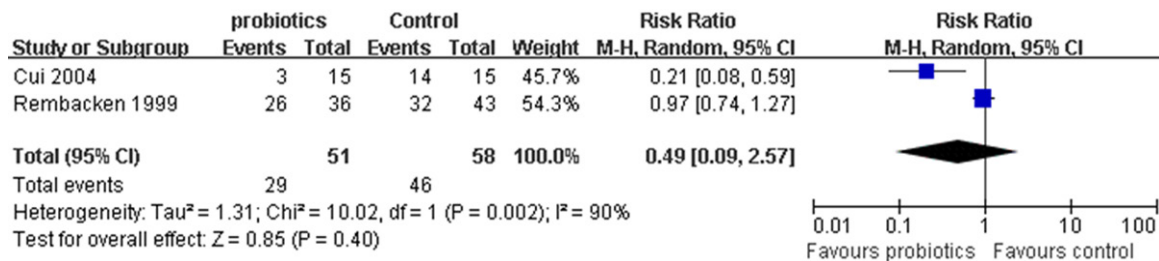 probiotics Control Risk Ratio Risk Ratio
Study or Subgroup Events Total Events Total Weight M-H, Random, 95% CI M-H, Random, 95% CI
Cui 2004 3 15 14 15 45.7% 0.21 [0.08, 0.59]
Rembacken 1999 26 36 32 43 54.3% 0.97 [0.74, 1.27]
Total (95% CI) 51 58 100.0% 0.49 [0.09, 2.57]
Total events 29 46
Heterogeneity: Tau² = 1.31; Chi² = 10.02, df = 1 (P = 0.002); I² = 90%
Test for overall effect: Z = 0.85 (P = 0.40)
0.01 0.1 1 10 100
Favours probiotics Favours control